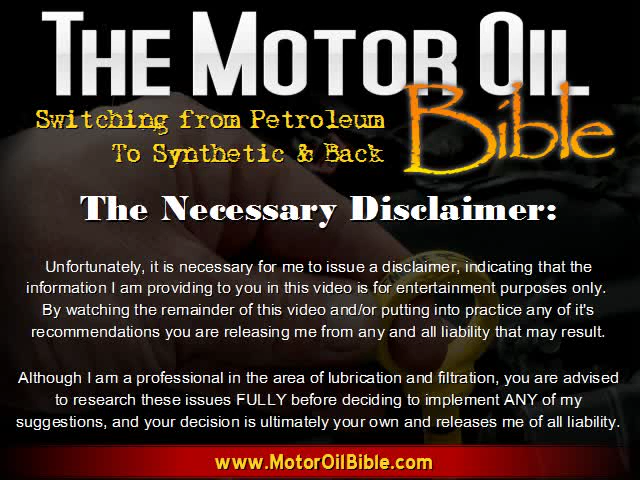 THE MOTOR OIL
Bible
Switching from Petroleum
To Synthetic & Back
The Necessary Disclaimer:
Unfortunately, it is necessary for me to issue a disclaimer, indicating that the
information I am providing to you in this video is for entertainment purposes only.
By watching the remainder of this video and/or putting into practice any of it's
recommendations you are releasing me from any and all liability that may result.
Although I am a professional in the area of lubrication and filtration, you are advised
to research these issues FULLY before deciding to implement ANY of my
suggestions, and your decision is ultimately your own and releases me of all liability.
www.MotorOilBible.com